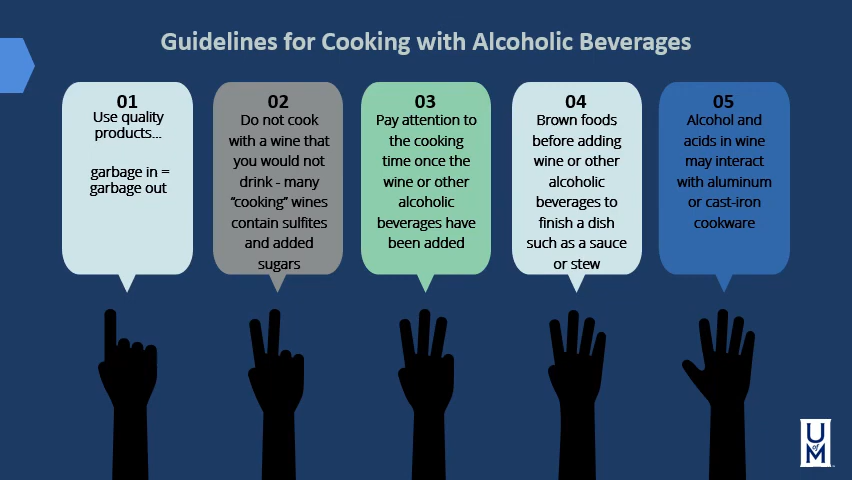 Guidelines for Cooking with Alcoholic Beverages
01
Use quality
products...
garbage in =
garbage out
02
Do not cook
with a wine that
you would not
drink - many
“cooking” wines
contain sulfites
and added
sugars
03
Pay attention to
the cooking
time once the
wine or other
alcoholic
beverages have
been added
04
Brown foods
before adding
wine or other
alcoholic
beverages to
finish a dish
such as a sauce
or stew
05
Alcohol and
acids in wine
may interact
with aluminum
or cast-iron
cookware
U
of
M